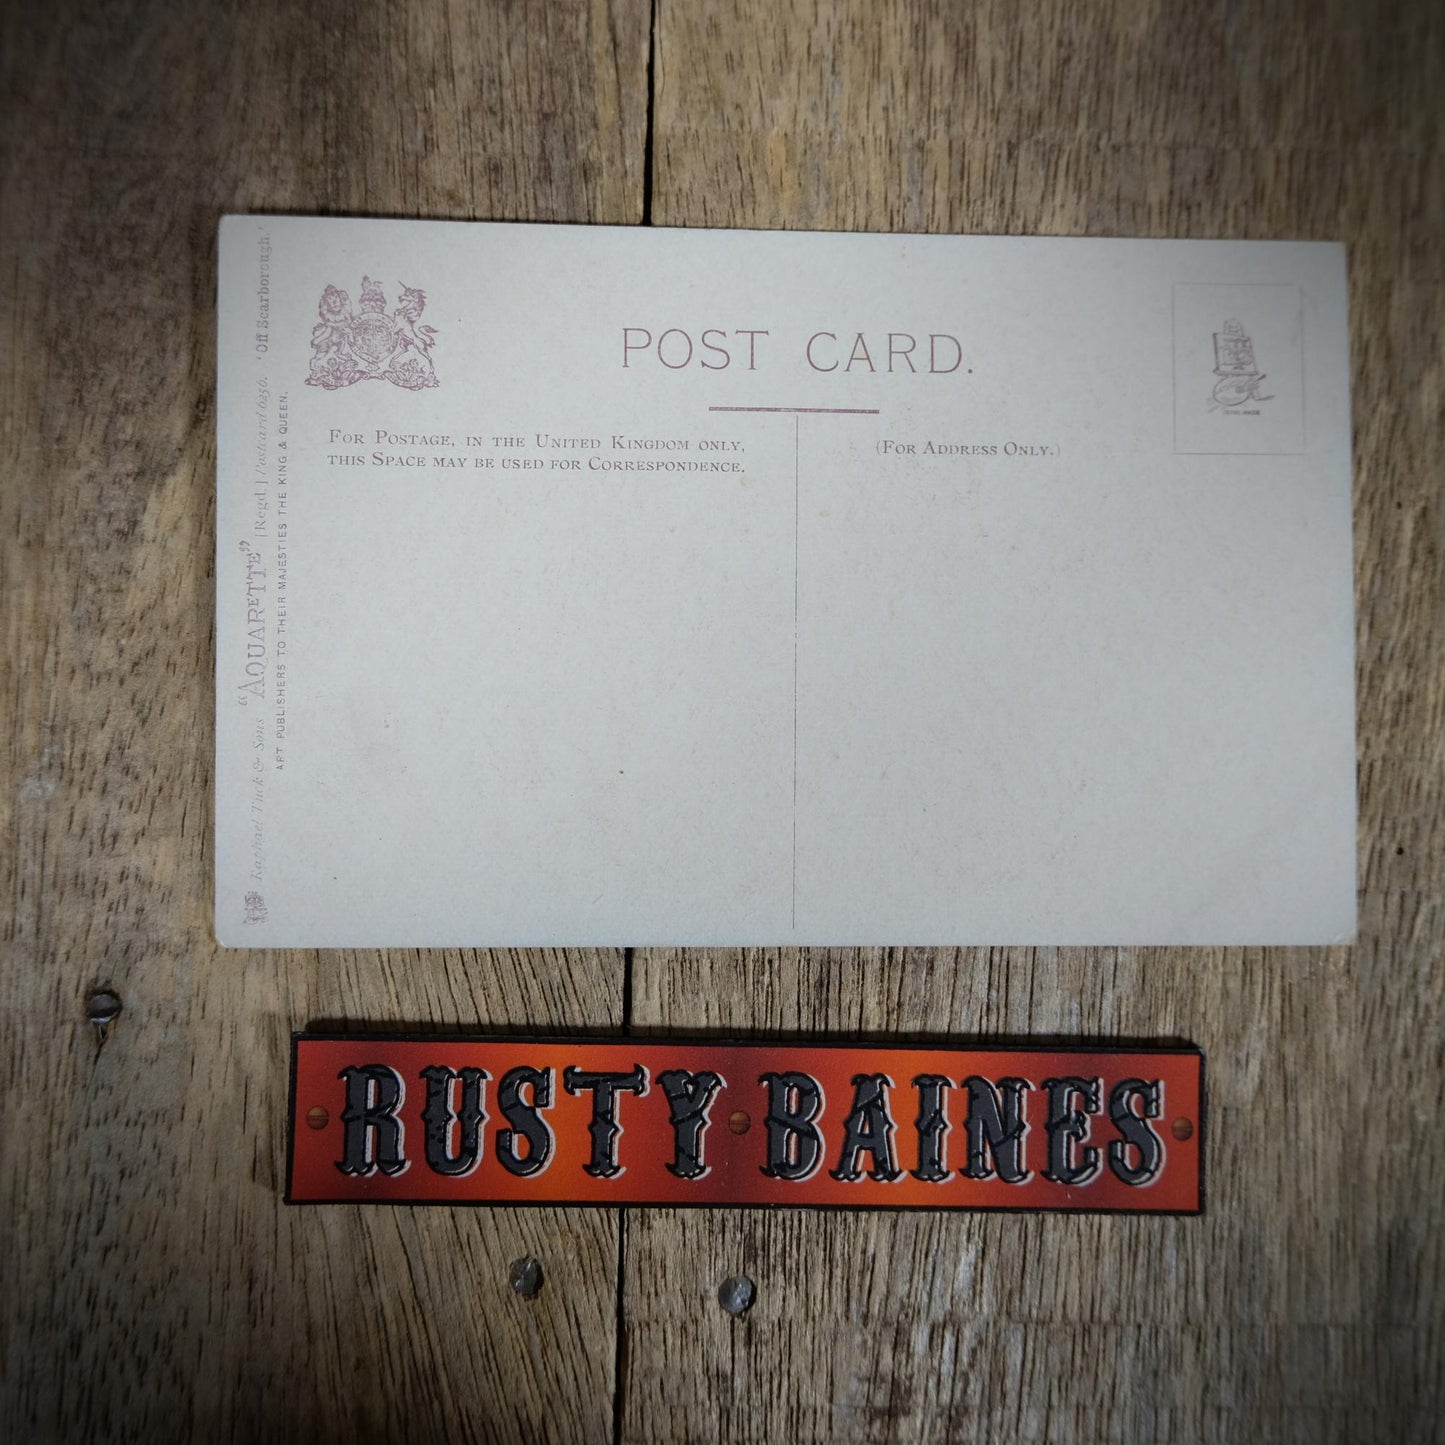 POST CARD.
FOR POSTAGE, IN THE UNITED KINGDOM ONLY,
THIS SPACE MAY BE USED FOR CORRESPONDENCE.
(FOR ADDRESS ONLY.)
Raphael Tuck & Sons "AQUARETTE" [Regd.] Postcard 6250. 'Off Scarborough.'
ART PUBLISHERS TO THEIR MAJESTIES THE KING & QUEEN.
RUSTY BAINES